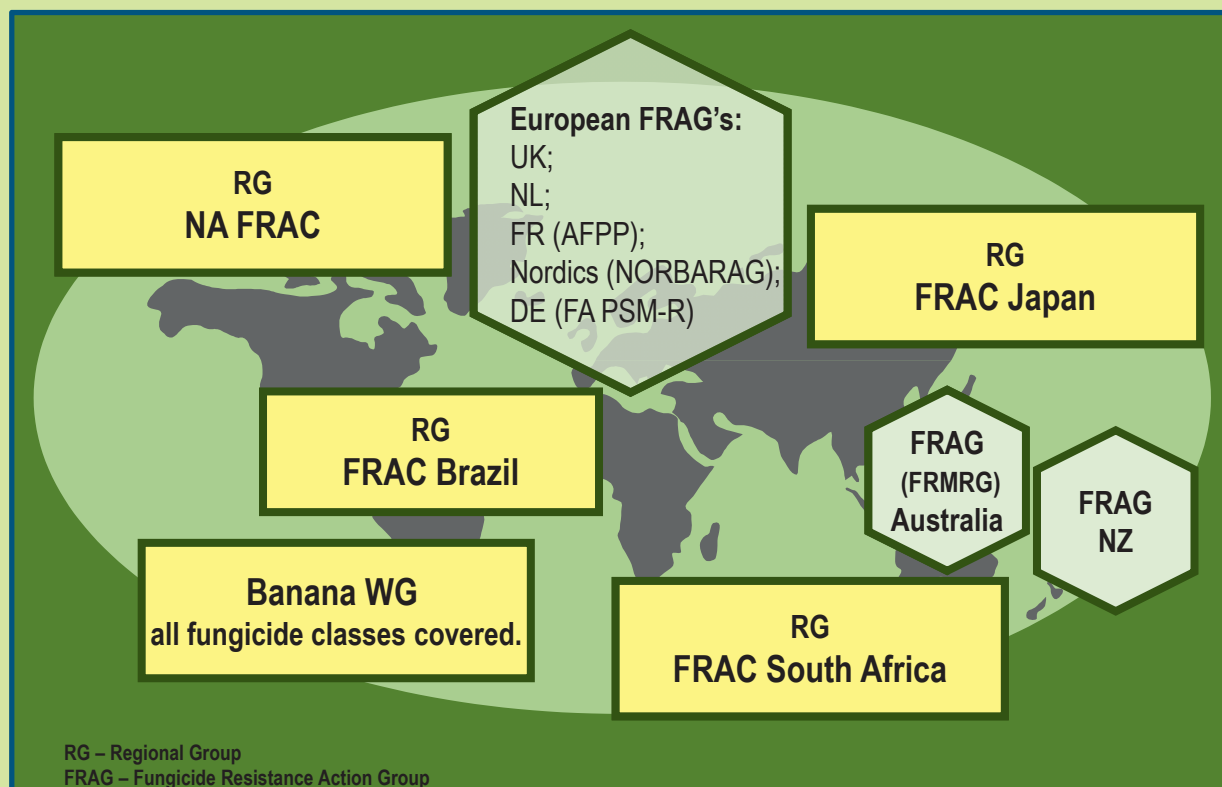 European FRAG's:
UK;
NL;
FR (AFPP);
Nordics (NORBARAG);
DE (FA PSM-R)
RG
NA FRAC
RG
FRAC Japan
RG
FRAC Brazil
FRAG
(FRMRG)
Australia
FRAG
NZ
Banana WG
all fungicide classes covered.
RG
FRAC South Africa
RG – Regional Group
FRAG – Fungicide Resistance Action Group